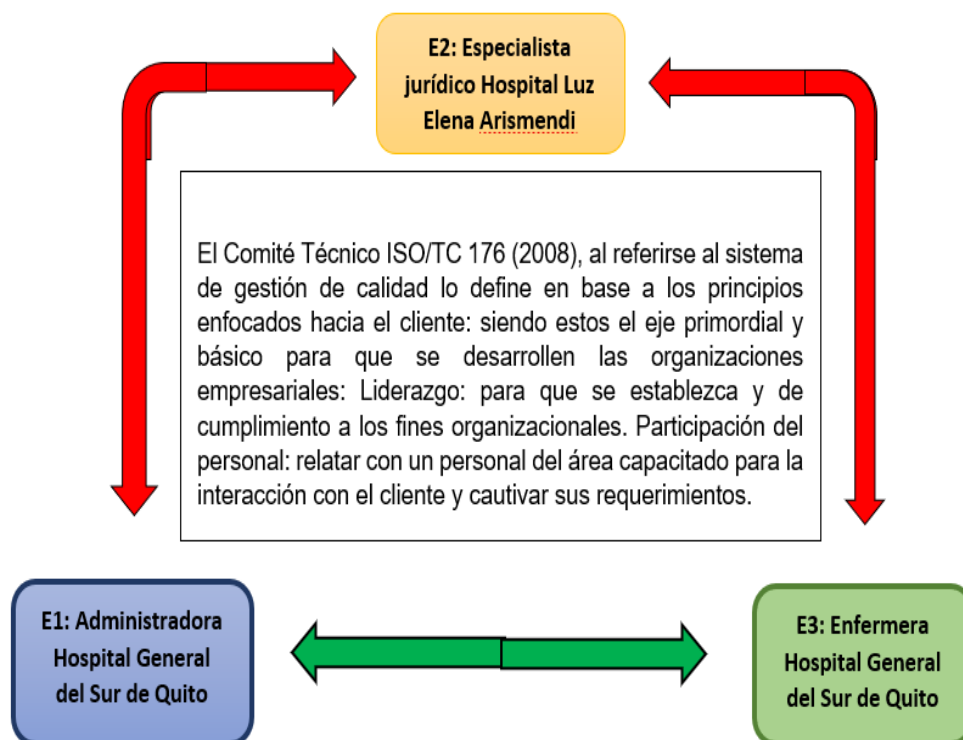 E2: Especialista
jurídico Hospital Luz
Elena Arismendi
El Comité Técnico ISO/TC 176 (2008), al referirse al sistema
de gestión de calidad lo define en base a los principios
enfocados hacia el cliente: siendo estos el eje primordial y
básico para que se desarrollen las organizaciones
empresariales: Liderazgo: para que se establezca y de
cumplimiento a los fines organizacionales. Participación del
personal: relatar con un personal del área capacitado para la
interacción con el cliente y cautivar sus requerimientos.
E1: Administradora
Hospital General
del Sur de Quito
E3: Enfermera
Hospital General
del Sur de Quito